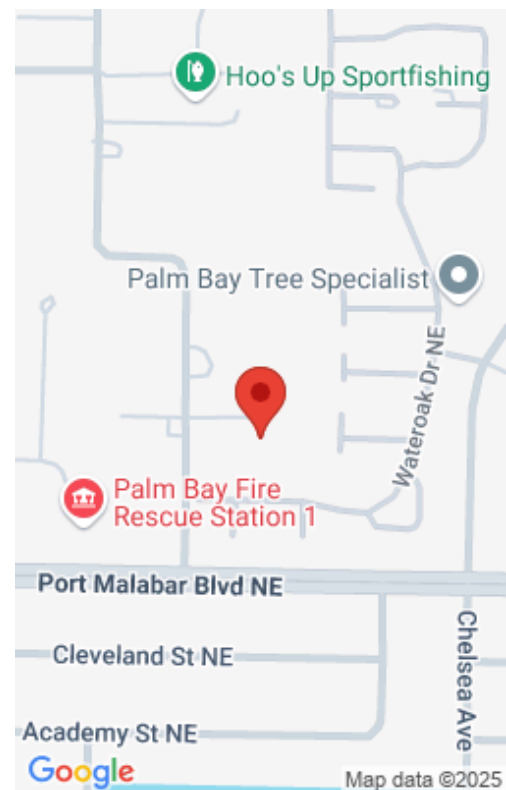 Hoo's Up Sportfishing
Palm Bay Tree Specialist
Wateroak Dr NE
Palm Bay Fire
Rescue Station 1
Port Malabar Blvd NE
Cleveland St NE
Chelsea Ave
Academy St NE
Google
Map data ©2025